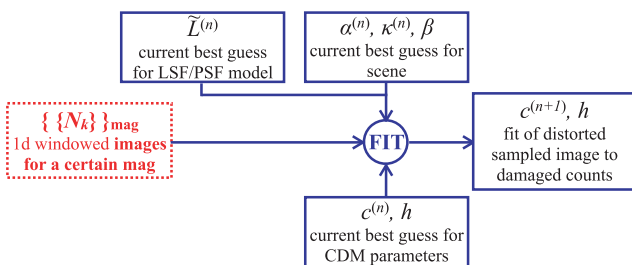 L̃⁽ⁿ⁾
current best guess
for LSF/PSF model
α⁽ⁿ⁾, κ⁽ⁿ⁾, β
current best guess for
scene
{ {Nₖ} }mag
1d windowed images
for a certain mag
FIT
c⁽ⁿ⁺¹⁾, h
fit of distorted
sampled image to
damaged counts
c⁽ⁿ⁾, h
current best guess for
CDM parameters